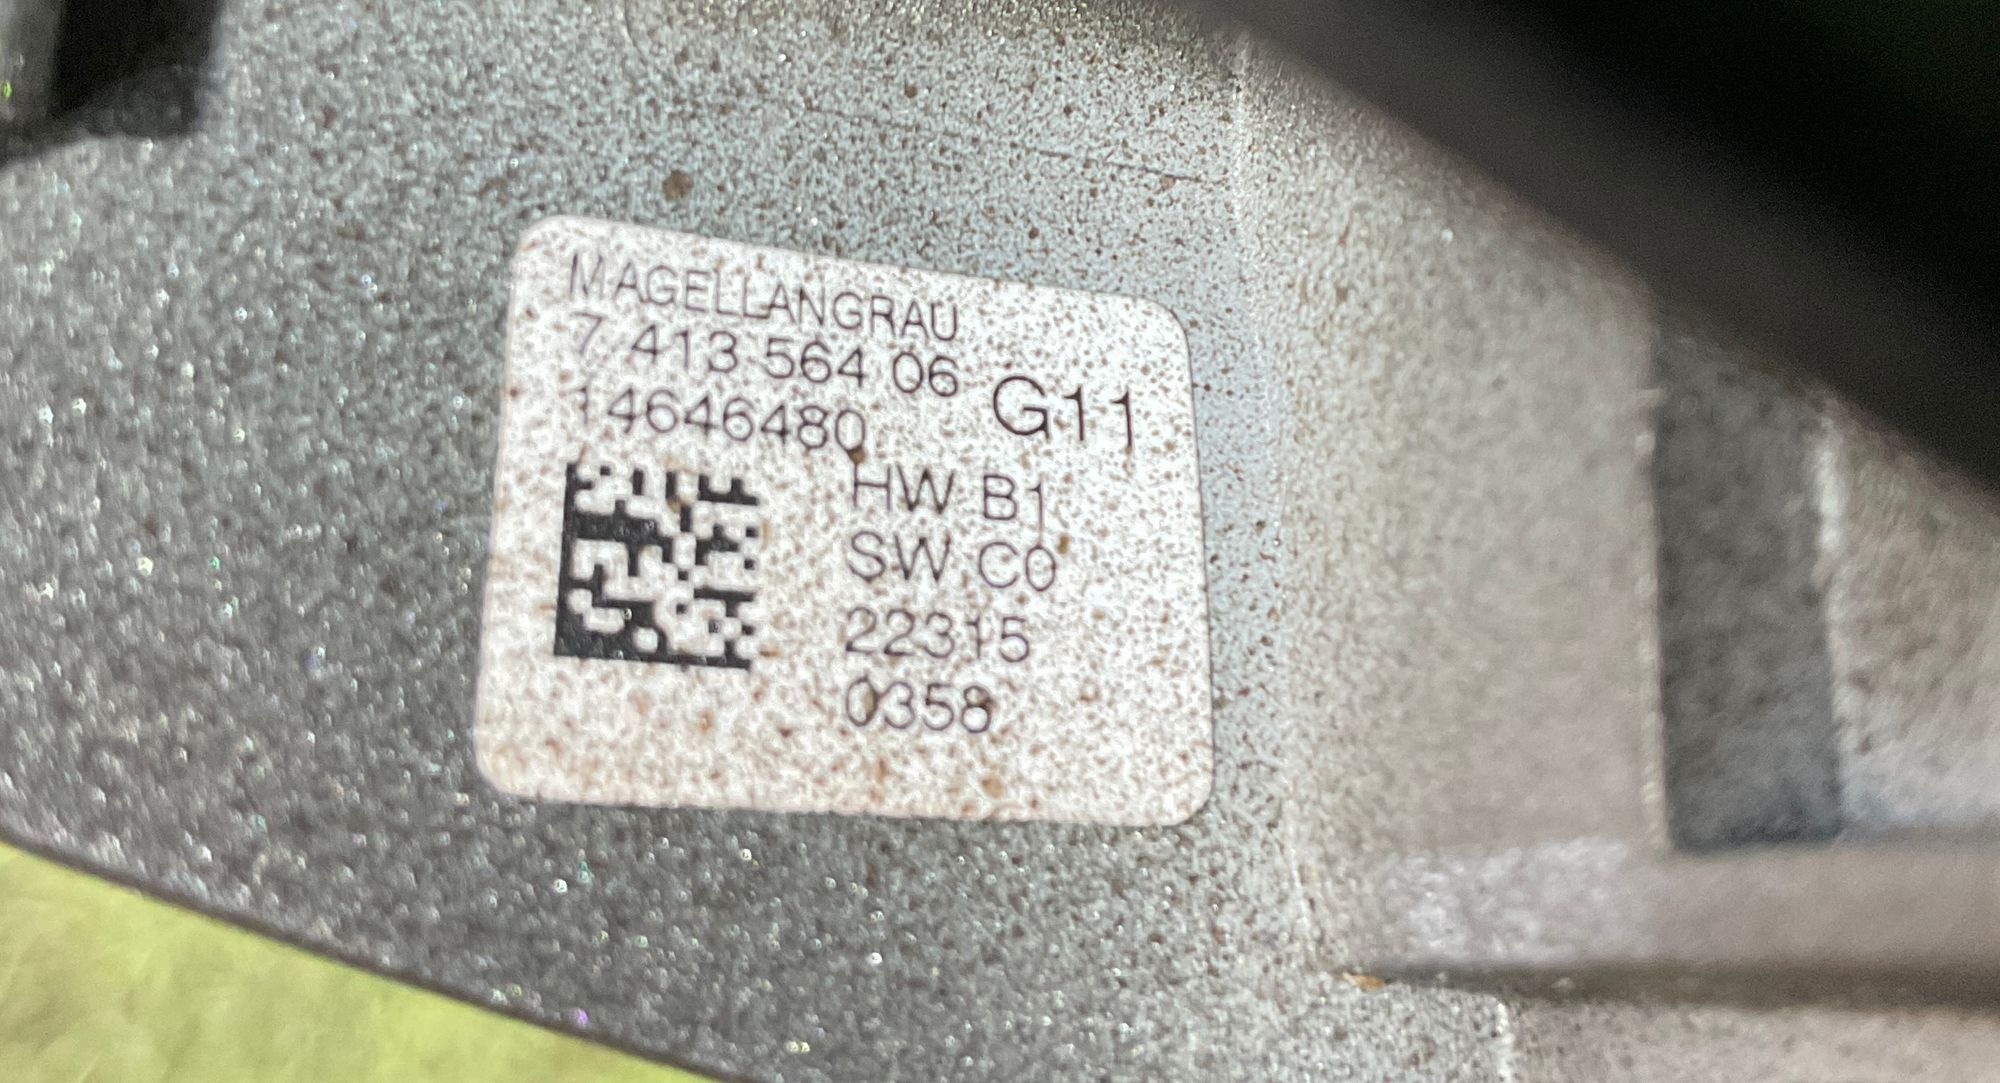 MAGELLANGRAU
7 413 564 06
G11
14646480
HW B1
SW C0
22315
0358